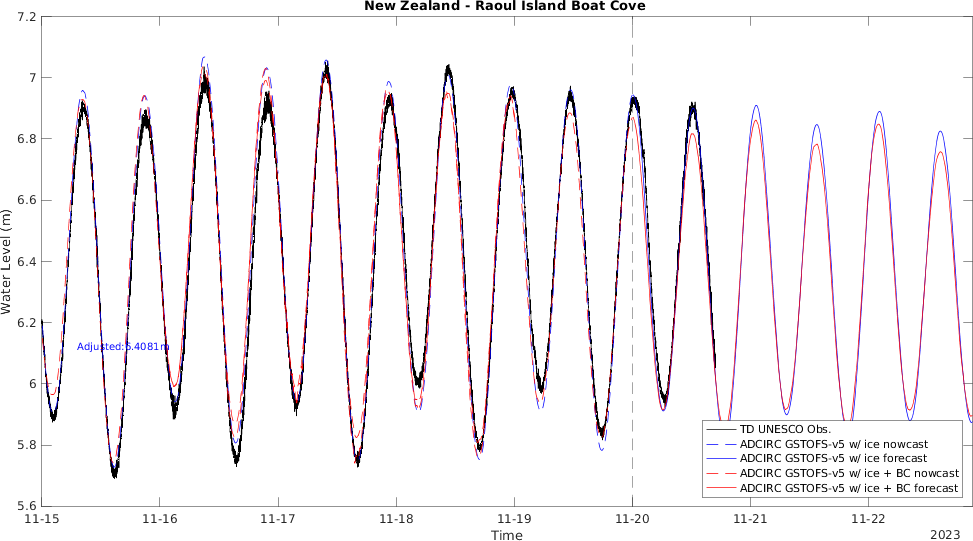 New Zealand - Raoul Island Boat Cove
Water Level (m)
7.2
7
6.8
6.6
6.4
6.2
6
5.8
5.6
Adjusted:6.4081m
TD UNESCO Obs.
ADCIRC GSTOFS-v5 w/ ice nowcast
ADCIRC GSTOFS-v5 w/ ice forecast
ADCIRC GSTOFS-v5 w/ ice + BC nowcast
ADCIRC GSTOFS-v5 w/ ice + BC forecast
11-15
11-16
11-17
11-18
11-19
11-20
11-21
11-22
Time
2023